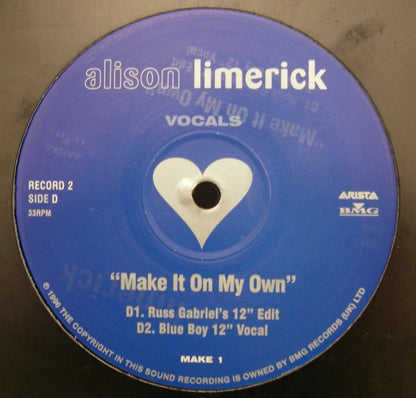 alison limerick
VOCALS
RECORD 2
SIDE D
33RPM
ARISTA
BMG
“Make It On My Own”
D1. Russ Gabriel's 12” Edit
D2. Blue Boy 12” Vocal
MAKE 1
℗ 1996 THE COPYRIGHT IN THIS SOUND RECORDING IS OWNED BY BMG RECORDS (UK) LTD